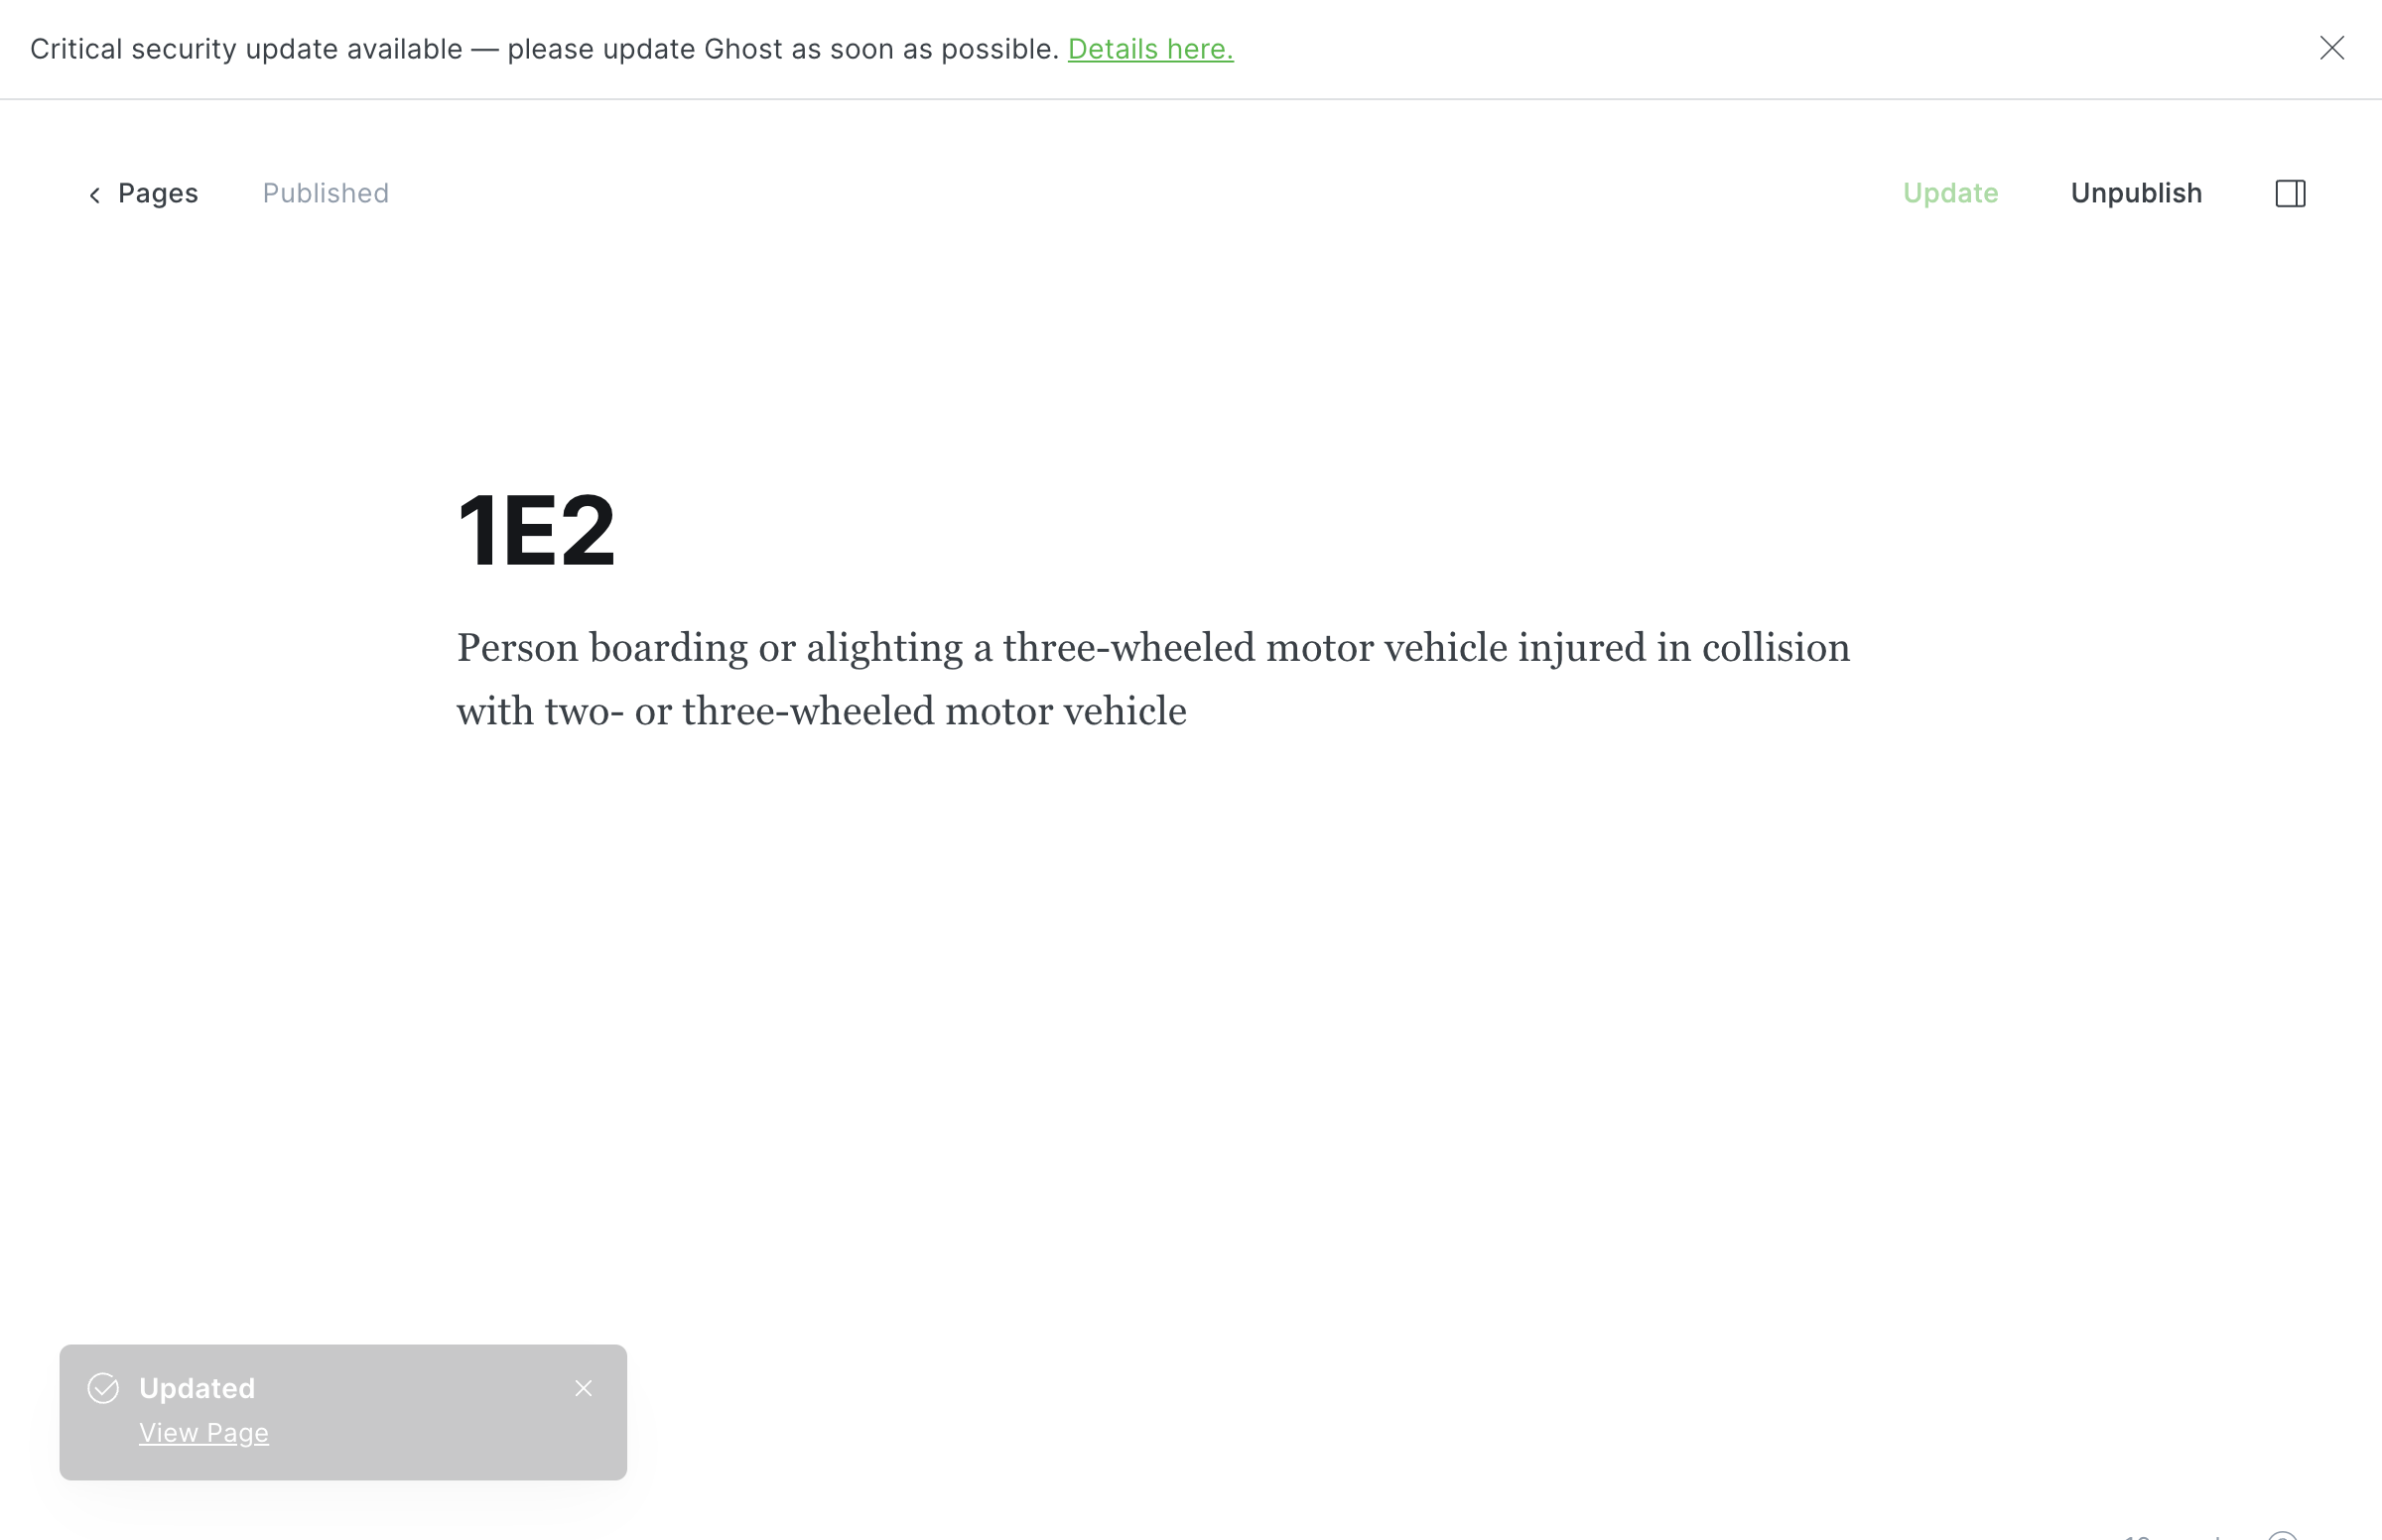 Critical security update available — please update Ghost as soon as possible. Details here.
Pages Published Update Unpublish
1E2
Person boarding or alighting a three-wheeled motor vehicle injured in collision
with two- or three-wheeled motor vehicle
Updated
View Page